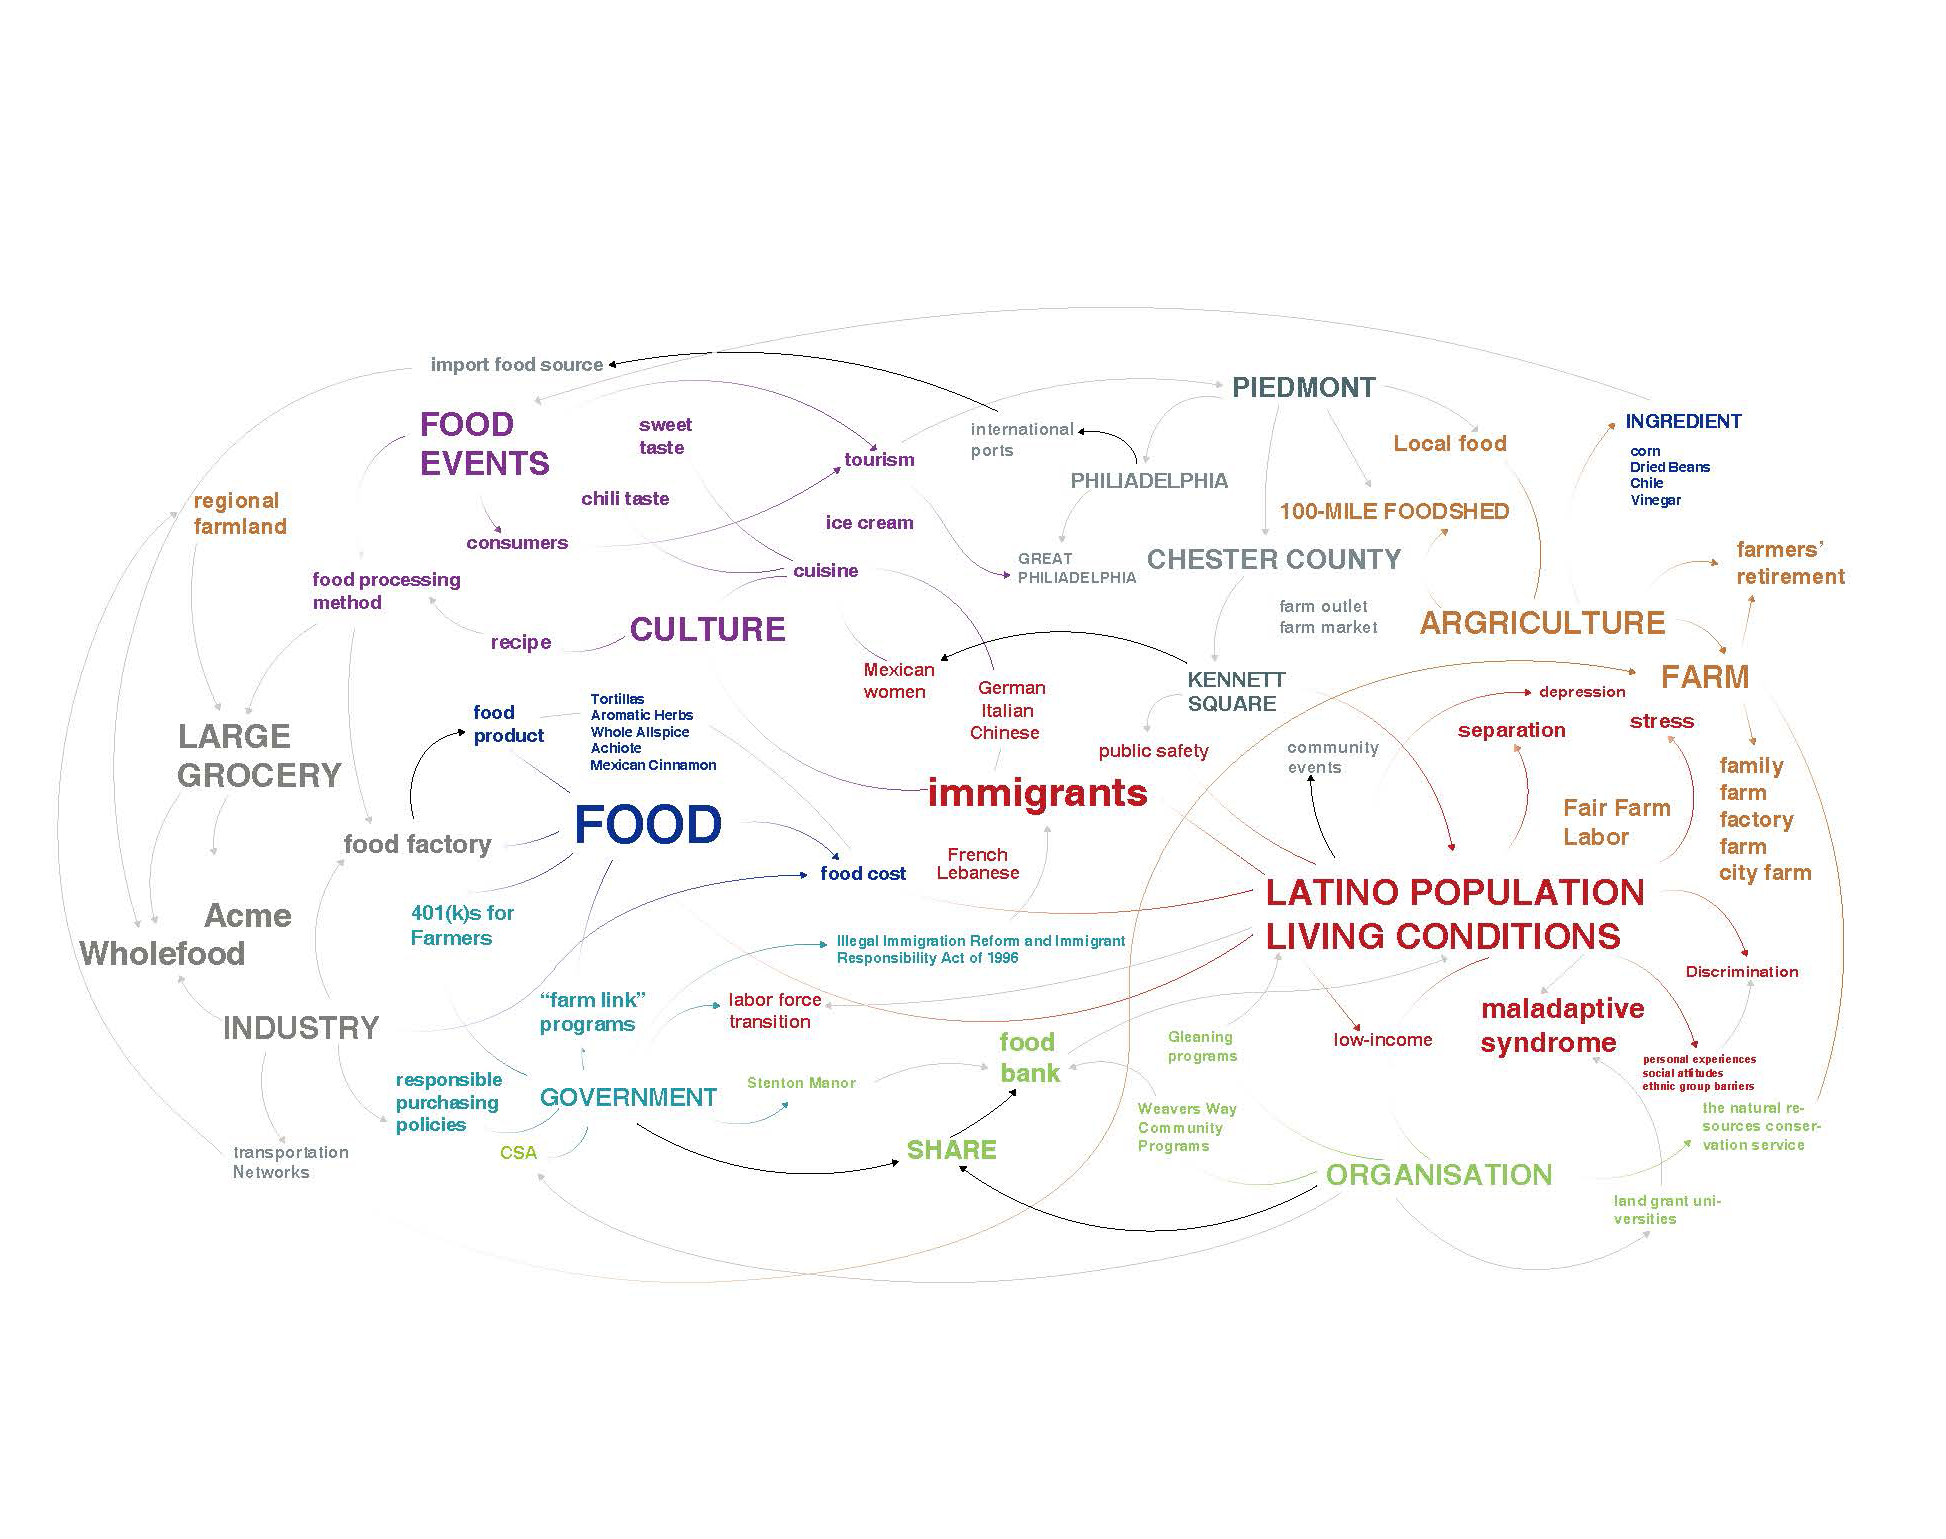 import food source
FOOD
EVENTS
sweet
taste
chili taste
tourism
ice cream
consumers
cuisine
regional
farmland
food processing
method
recipe
CULTURE
international
ports
PHILIADELPHIA
GREAT
PHILIADELPHIA
PIEDMONT
Local food
100-MILE FOODSHED
CHESTER COUNTY
farm outlet
farm market
KENNETT
SQUARE
public safety
INGREDIENT
corn
Dried Beans
Chile
Vinegar
farmers’
retirement
ARGRICULTURE
FARM
family
farm
factory
farm
city farm
Fair Farm
Labor
depression
separation
stress
community
events
Mexican
women
German
Italian
Chinese
immigrants
French
Lebanese
LARGE
GROCERY
food
product
Tortillas
Aromatic Herbs
Whole Allspice
Achiote
Mexican Cinnamon
FOOD
food factory
food cost
Acme
Wholefood
401(k)s for
Farmers
INDUSTRY
transportation
Networks
responsible
purchasing
policies
“farm link”
programs
GOVERNMENT
CSA
Illegal Immigration Reform and Immigrant
Responsibility Act of 1996
labor force
transition
Stenton Manor
food
bank
SHARE
Gleaning
programs
Weavers Way
Community
Programs
LATINO POPULATION
LIVING CONDITIONS
low-income
maladaptive
syndrome
Discrimination
personal experiences
social attitudes
ethnic group barriers
the natural re-
sources conser-
vation service
ORGANISATION
land grant uni-
versities